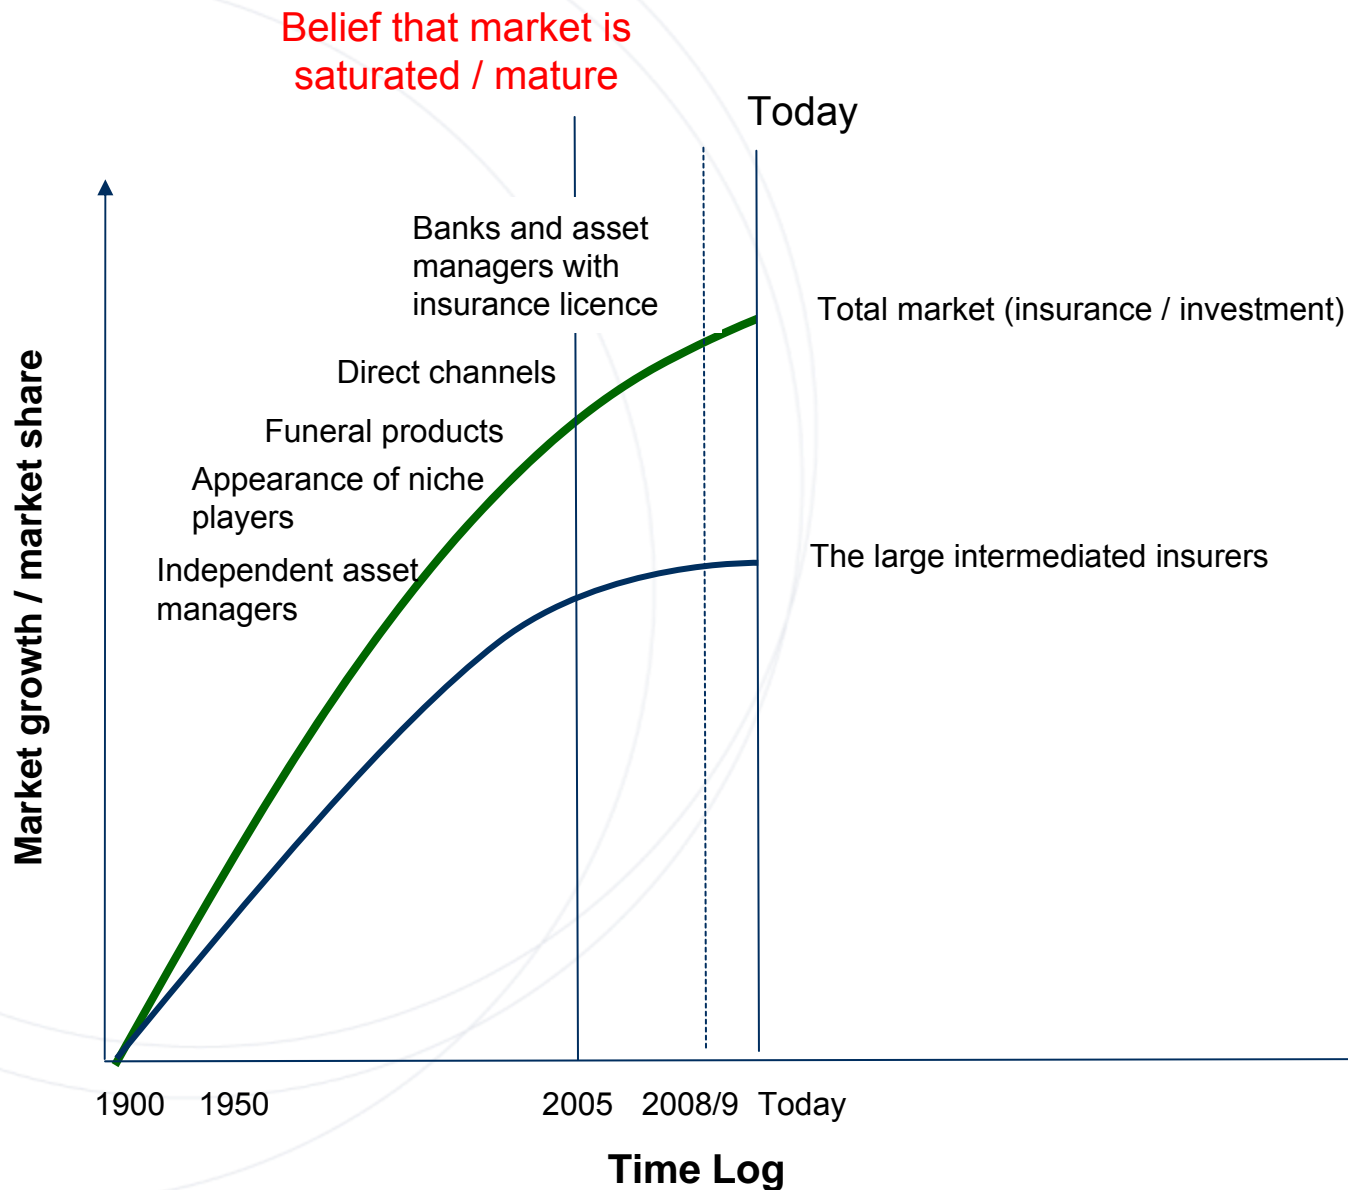 Belief that market is
saturated / mature
Today
Banks and asset
managers with
insurance licence
Total market (insurance / investment)
Direct channels
Funeral products
Appearance of niche
players
Independent asset
managers
The large intermediated insurers
Market growth / market share
1900 1950 2005 2008/9 Today
Time Log